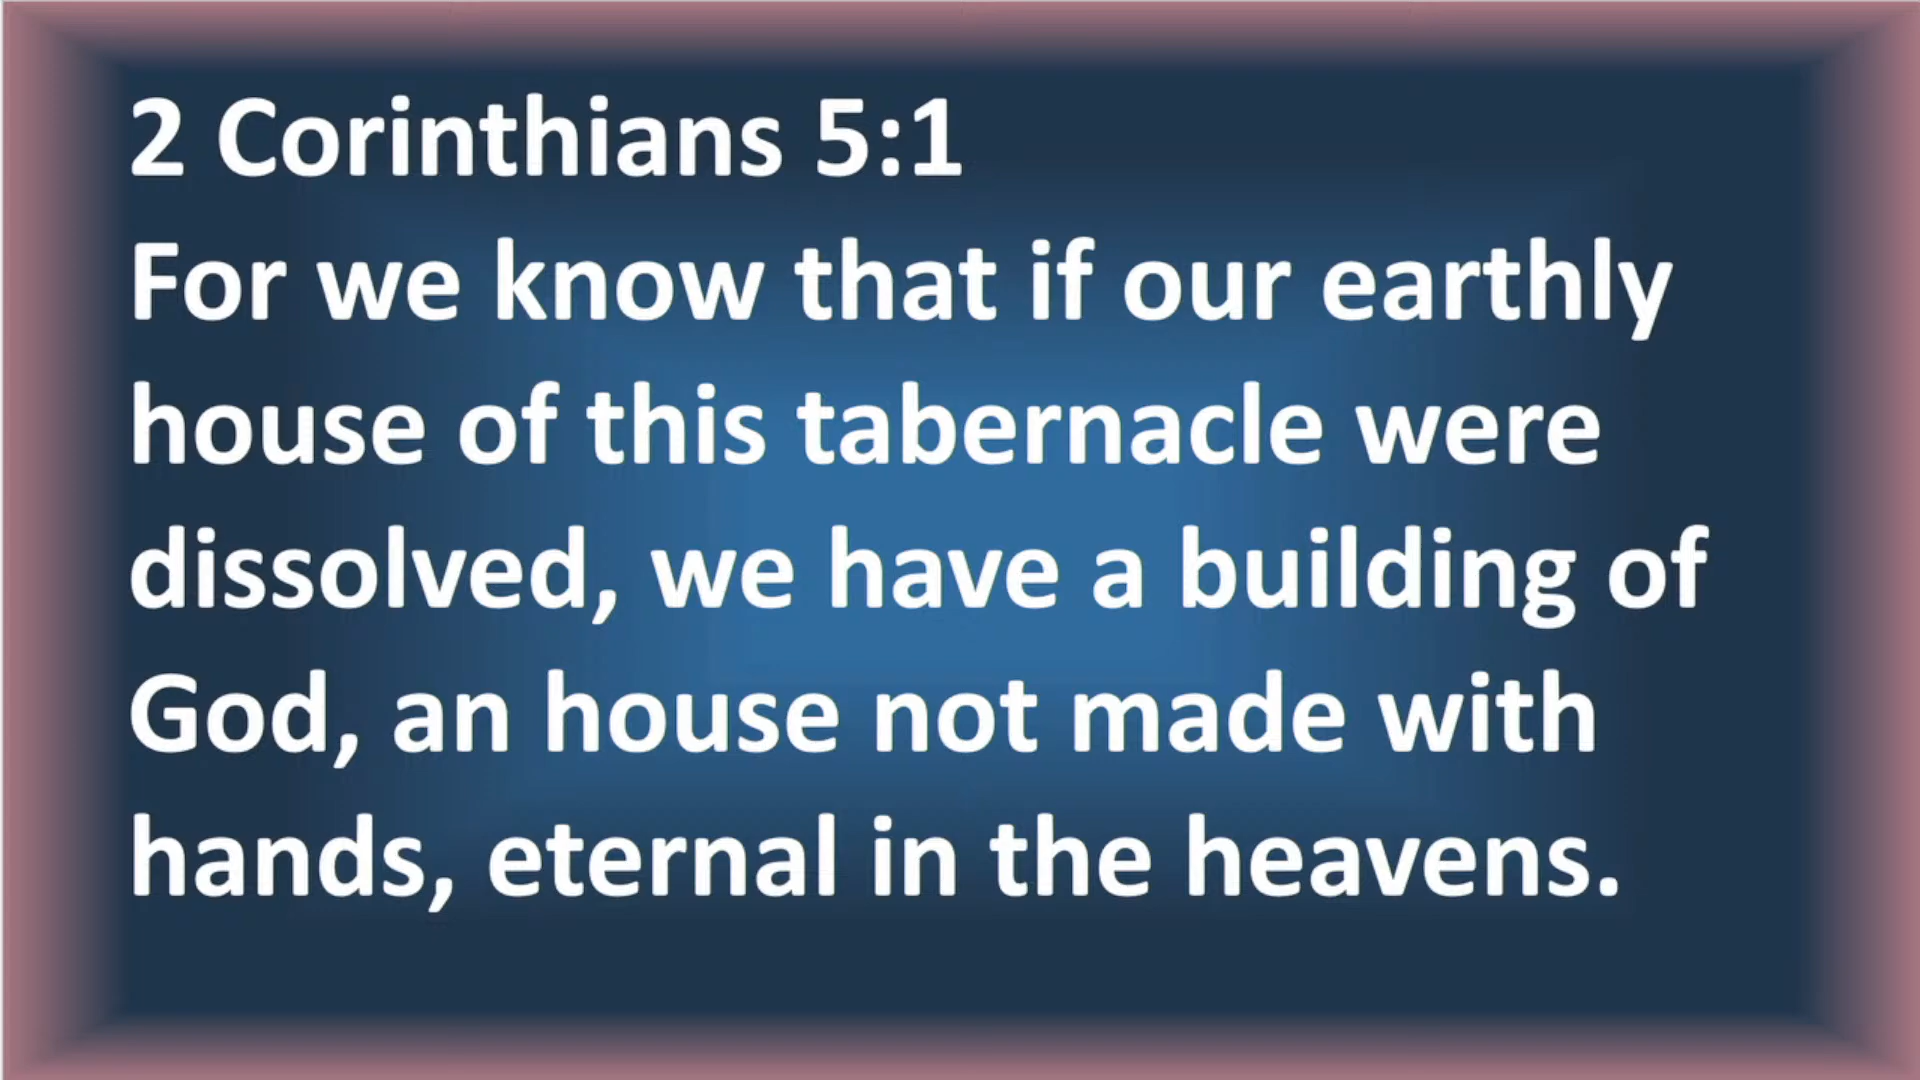 2 Corinthians 5:1
For we know that if our earthly
house of this tabernacle were
dissolved, we have a building of
God, an house not made with
hands, eternal in the heavens.